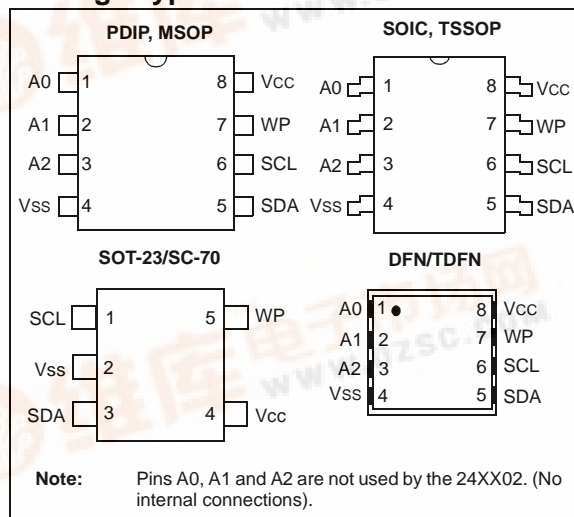 PDIP, MSOP
A0 1 8 VCC
A1 2 7 WP
A2 3 6 SCL
VSS 4 5 SDA
SOIC, TSSOP
A0 1 8 VCC
A1 2 7 WP
A2 3 6 SCL
VSS 4 5 SDA
SOT-23/SC-70
SCL 1 5 WP
Vss 2
SDA 3 4 Vcc
DFN/TDFN
A0 1 8 VCC
A1 2 7 WP
A2 3 6 SCL
VSS 4 5 SDA
Note: Pins A0, A1 and A2 are not used by the 24XX02. (No
internal connections).